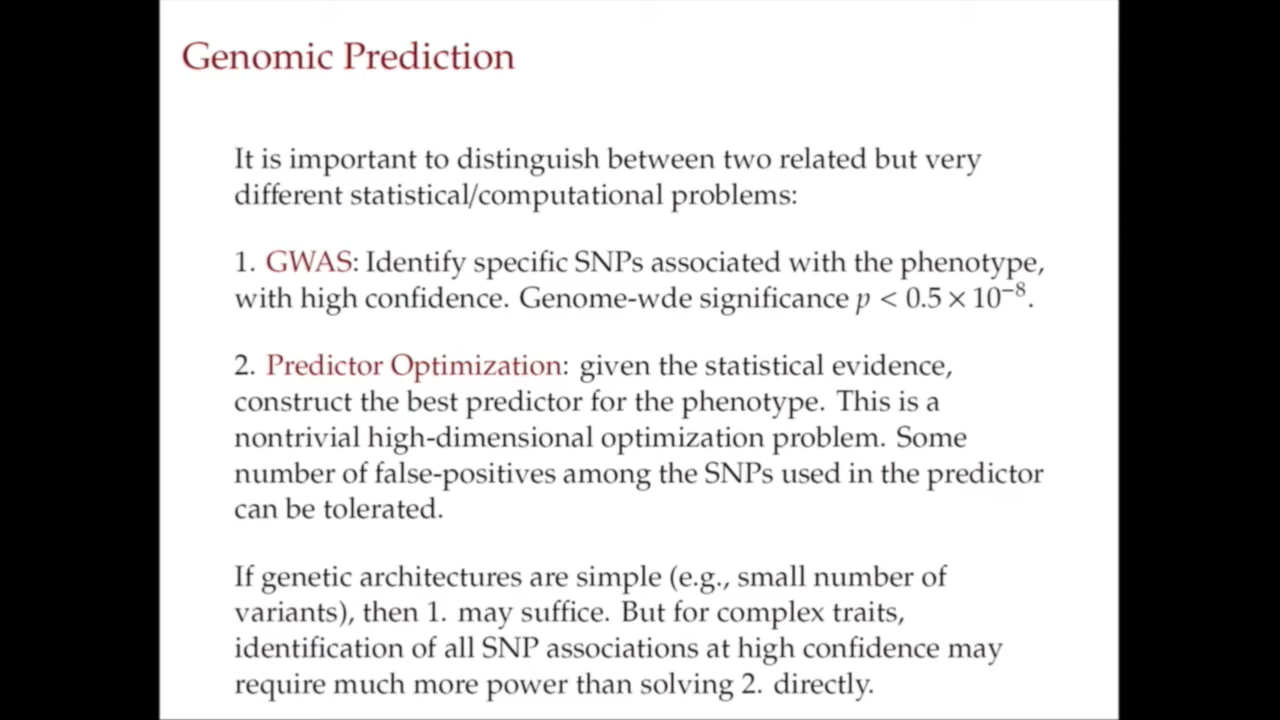 Genomic Prediction
It is important to distinguish between two related but very
different statistical/computational problems:
1. GWAS: Identify specific SNPs associated with the phenotype,
with high confidence. Genome-wde significance p < 0.5 × 10⁻⁸.
2. Predictor Optimization: given the statistical evidence,
construct the best predictor for the phenotype. This is a
nontrivial high-dimensional optimization problem. Some
number of false-positives among the SNPs used in the predictor
can be tolerated.
If genetic architectures are simple (e.g., small number of
variants), then 1. may suffice. But for complex traits,
identification of all SNP associations at high confidence may
require much more power than solving 2. directly.